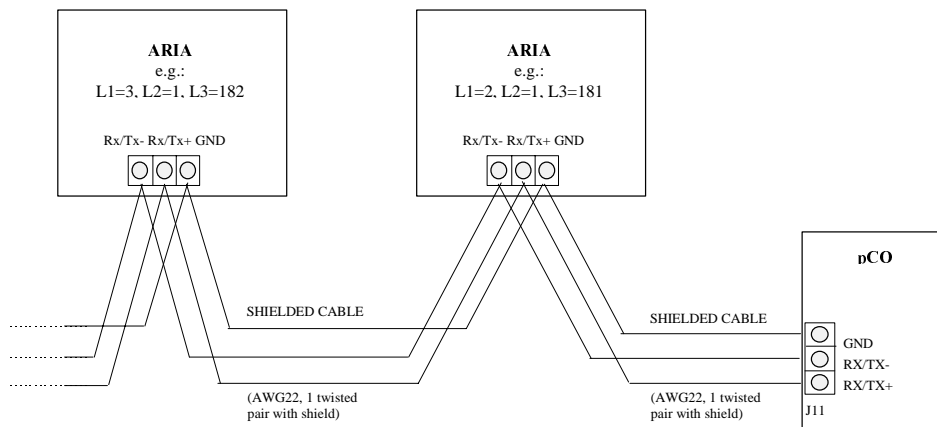 ARIA
e.g.:
L1=3, L2=1, L3=182
Rx/Tx- Rx/Tx+ GND
ARIA
e.g.:
L1=2, L2=1, L3=181
Rx/Tx- Rx/Tx+ GND
pCO
SHIELDED CABLE
SHIELDED CABLE
GND
RX/TX-
RX/TX+
J11
(AWG22, 1 twisted
pair with shield)
(AWG22, 1 twisted
pair with shield)